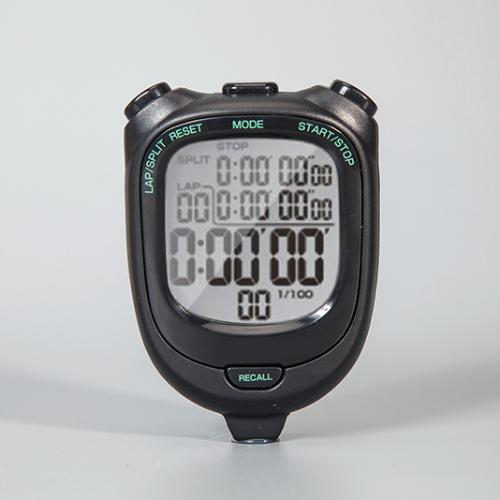 LAP/SPLIT RESET
MODE
START/STOP
STOP
SPLIT 0:00'00"00
LAP
00 0:00'00"00
0:00'00"
00 1/100
RECALL